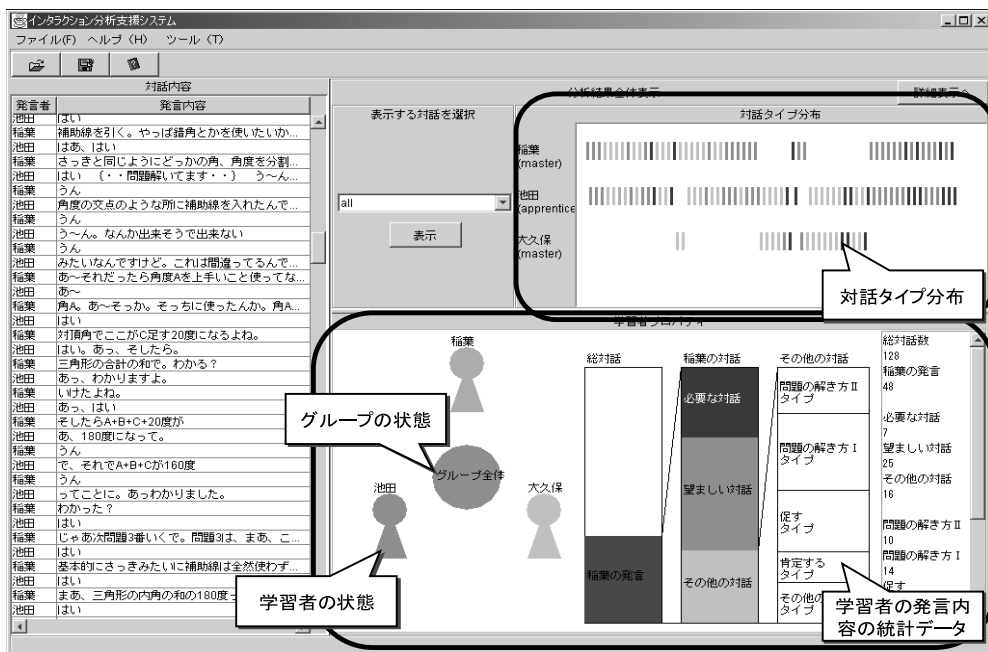 インタラクション分析支援システム
ファイル(F) ヘルプ (H) ツール (T)
対話内容
発言者 発言内容
池田 はい
稲葉 補助線を引く。やっぱ錯角とかを使いたいか...
池田 はあ、はい
稲葉 さっきと同じようにどっかの角、角度を分割...
池田 はい {・・問題解いてます・・} う~ん...
稲葉 うん
池田 角度の交点のような所に補助線を入れたんで...
稲葉 うん
池田 う~ん。なんか出来そうで出来ない
稲葉 うん
池田 みたいなんですけど。これは間違ってるんで...
稲葉 あ~それだったら角度Aを上手いこと使ってな...
池田 あ~
稲葉 角A。あ~そっか。そっちに使ったんか。角A...
池田 はい
稲葉 対頂角でここがC足す20度になるよね。
池田 はい。あっ、そしたら。
稲葉 三角形の合計の和で。わかる?
池田 あっ、わかりますよ。
稲葉 いけたよね。
池田 あっ、はい
稲葉 そしたらA+B+C+20度が
池田 あ、180度になって。
稲葉 うん
池田 で、それでA+B+Cが160度
稲葉 うん
池田 ってことに。あっわかりました。
稲葉 わかった?
池田 はい
稲葉 じゃあ次問題3番いくで。問題3は、まあ、こ...
池田 はい
稲葉 基本的にさっきみたいに補助線は全然使わず...
池田 はい
稲葉 まあ、三角形の内角の和の180度
池田 はい
分析結果全体表示
詳細表示へ
表示する対話を選択
all
表示
対話タイプ分布
稲葉
(master)
池田
(apprentice
大久保
(master)
対話タイプ分布
学習者プロパティ
稲葉
グループの状態
グループ全体
池田
大久保
学習者の状態
総対話
稲葉の対話
その他の対話
稲葉の発言
必要な対話
望ましい対話
その他の対話
問題の解き方Ⅱ
タイプ
問題の解き方Ⅰ
タイプ
促す
タイプ
肯定する
タイプ
その他の
タイプ
総対話数
128
稲葉の発言
48
必要な対話
7
望ましい対話
25
その他の対話
16
問題の解き方Ⅱ
10
問題の解き方Ⅰ
14
促す
学習者の発言内
容の統計データ